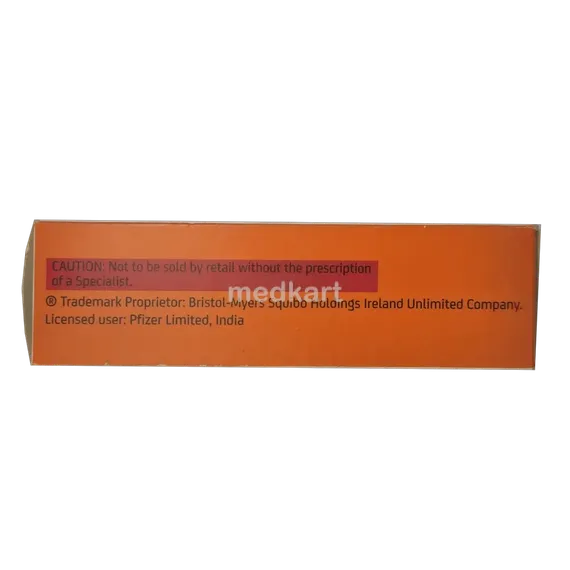 CAUTION: Not to be sold by retail without the prescription
of a Specialist.
medkart
® Trademark Proprietor: Bristol-Myers Squibb Holdings Ireland Unlimited Company.
Licensed user: Pfizer Limited, India